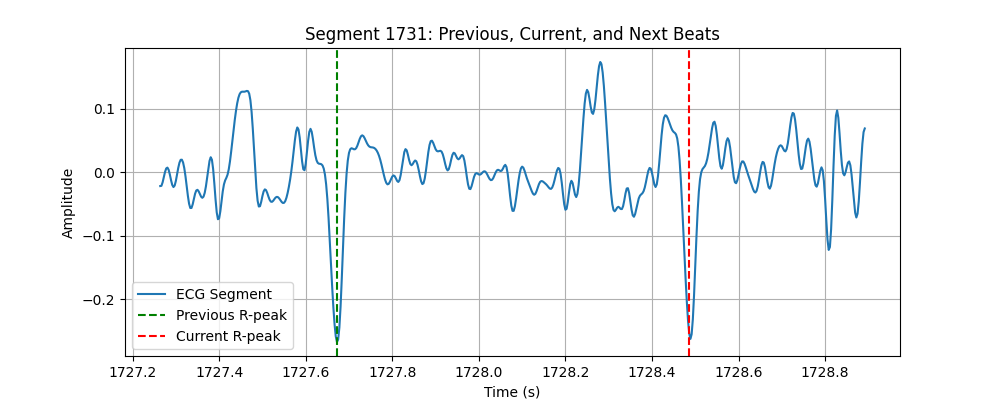 Segment 1731: Previous, Current, and Next Beats
Amplitude
0.1
0.0
−0.1
−0.2
ECG Segment
Previous R-peak
Current R-peak
1727.2 1727.4 1727.6 1727.8 1728.0 1728.2 1728.4 1728.6 1728.8
Time (s)